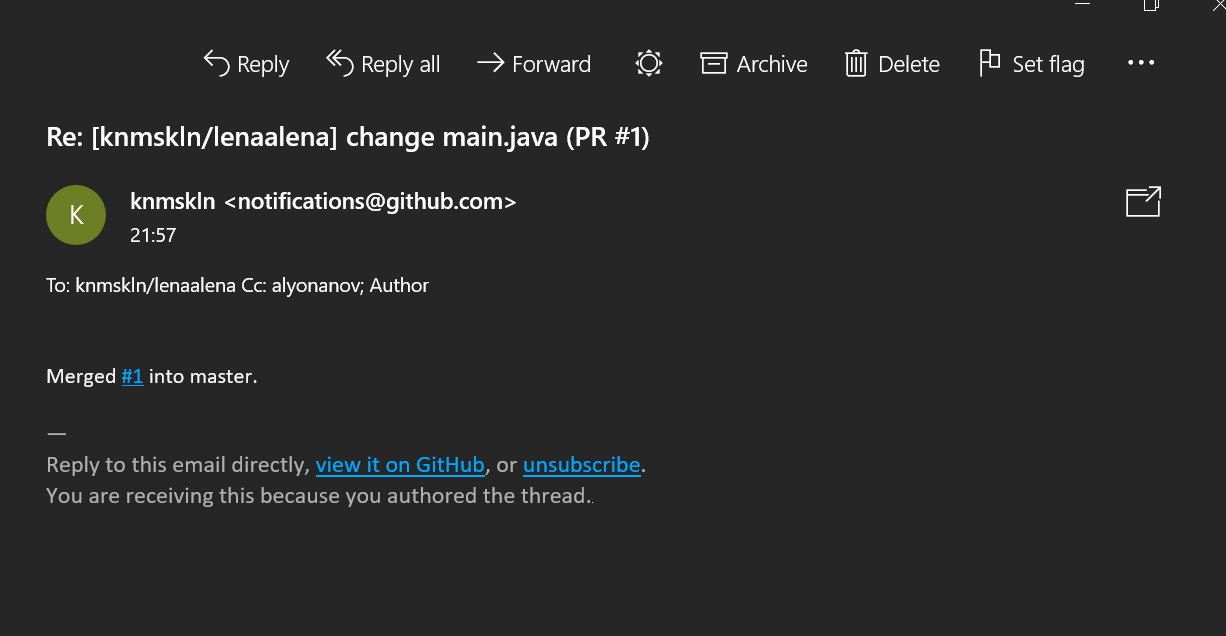 Reply Reply all Forward Archive Delete Set flag
Re: [knmskln/lenaalena] change main.java (PR #1)
K
knmskln <notifications@github.com>
21:57
To: knmskln/lenaalena Cc: alyonanov; Author
Merged #1 into master.
—
Reply to this email directly, view it on GitHub, or unsubscribe.
You are receiving this because you authored the thread.